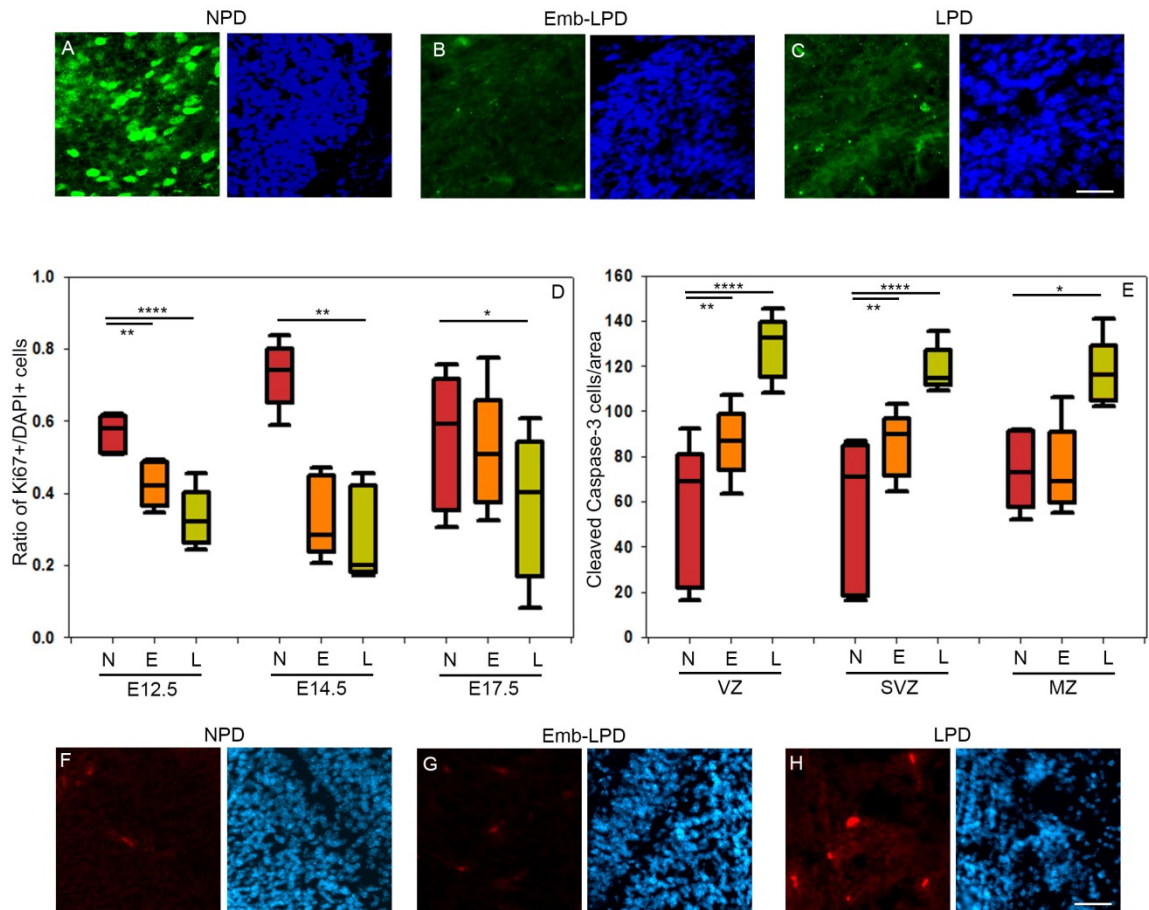 NPD Emb-LPD LPD
A B C
1.0 D
0.8
0.6
0.4
0.2
0.0
Ratio of Ki67+/DAPI+ cells
**** ** *
**
N E L N E L N E L
E12.5 E14.5 E17.5
160 E
140
120
100
80
60
40
20
0
Cleaved Caspase-3 cells/area
**** **** *
** **
N E L N E L N E L
VZ SVZ MZ
NPD Emb-LPD LPD
F G H